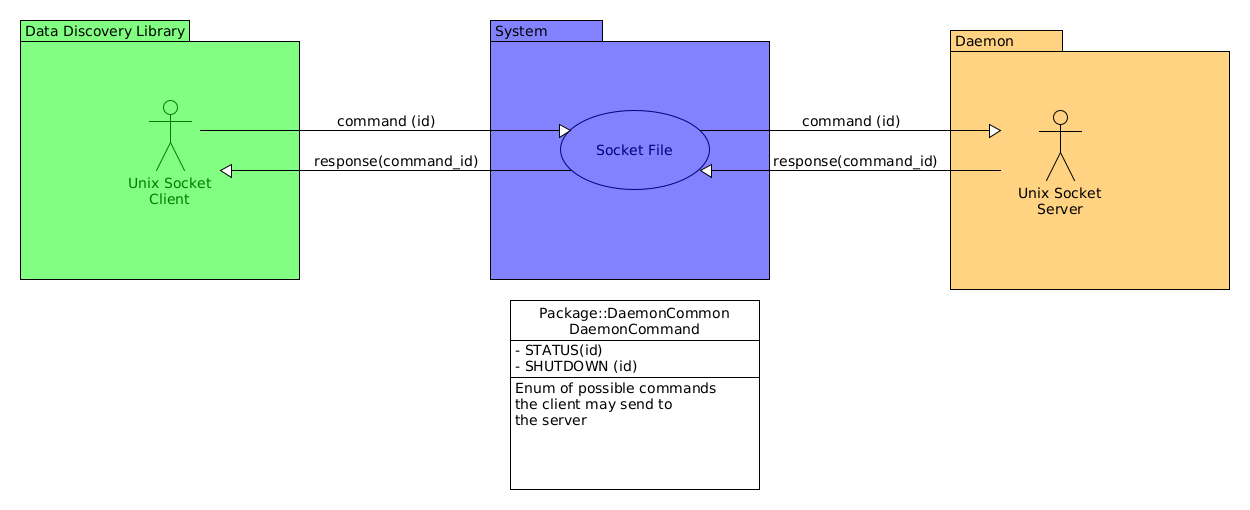 Data Discovery Library
System
Daemon
command (id)
command (id)
Socket File
response(command_id)
response(command_id)
Unix Socket
Client
Unix Socket
Server
Package::DaemonCommon
DaemonCommand
- STATUS(id)
- SHUTDOWN (id)
Enum of possible commands
the client may send to
the server